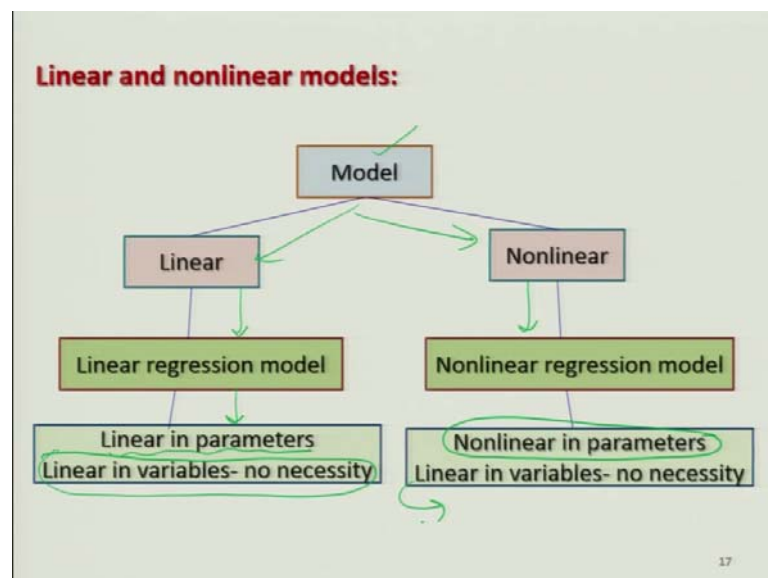 Linear and nonlinear models:
Model
Linear
Nonlinear
Linear regression model
Nonlinear regression model
Linear in parameters
Linear in variables- no necessity
Nonlinear in parameters
Linear in variables- no necessity
17